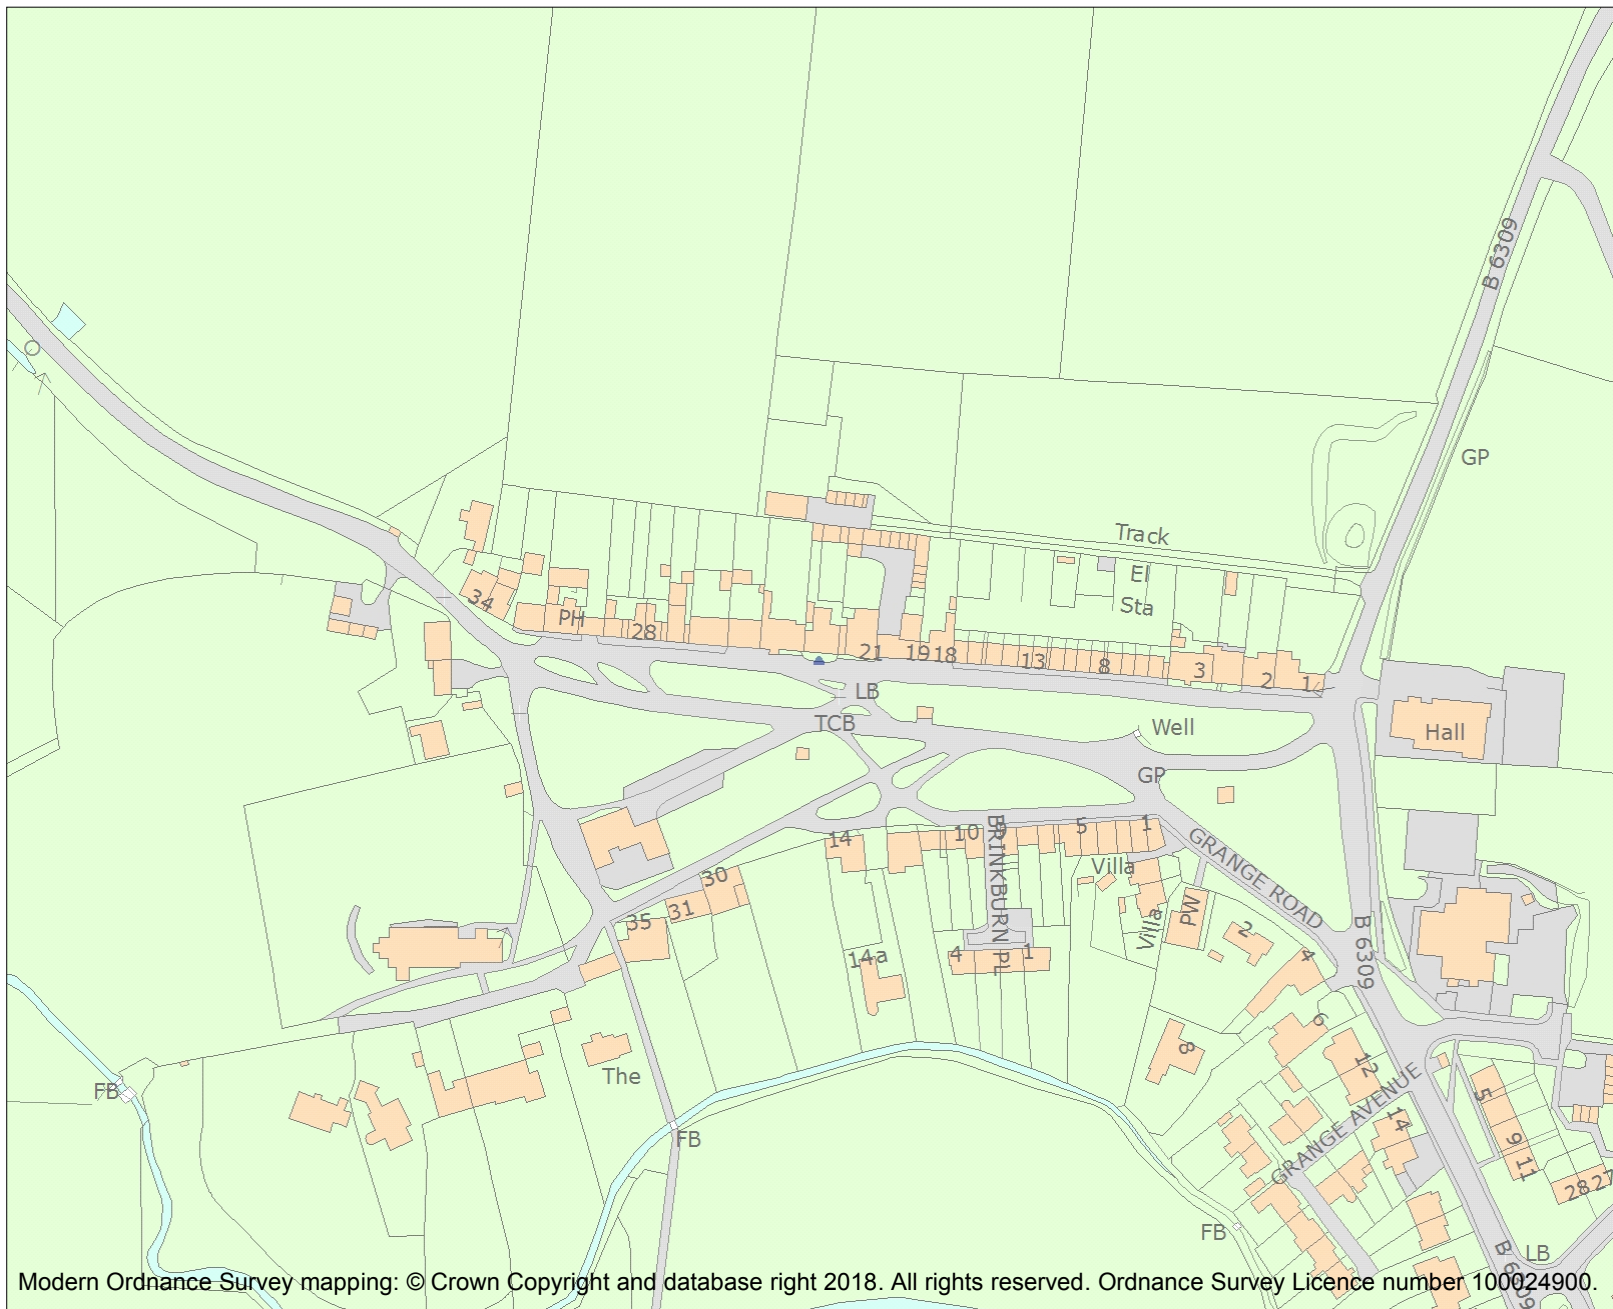 B 6309
GP
Track
El
Sta
34
PH
28
21
19
18
13
8
3
2
1
LB
TCB
Well
Hall
GP
14
10
9
5
1
BRINKBURN PL
GRANGE ROAD
Villa
Villa
PW
30
31
35
14a
4
1
2
4
B 6309
6
8
12
The
FB
FB
GRANGE AVENUE
14
5
9
11
28
27
FB
LB
B 6309
Modern Ordnance Survey mapping: © Crown Copyright and database right 2018. All rights reserved. Ordnance Survey Licence number 100024900.